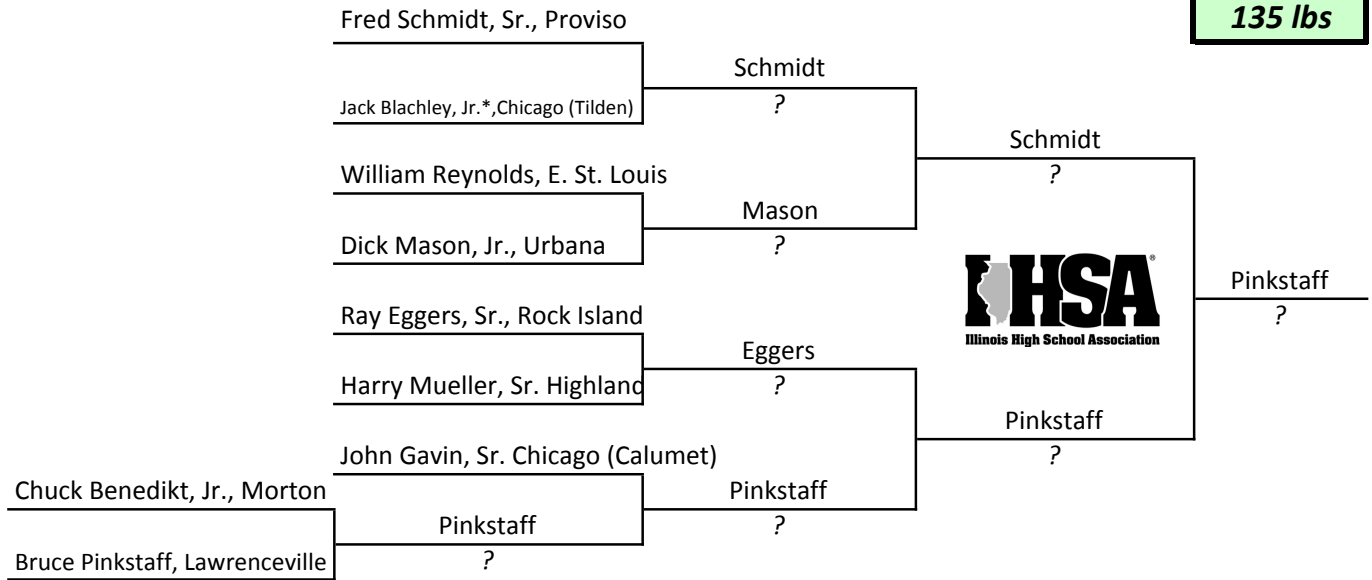 Fred Schmidt, Sr., Proviso
135 lbs
Schmidt
Jack Blachley, Jr.*,Chicago (Tilden)
?
Schmidt
William Reynolds, E. St. Louis
?
Mason
Dick Mason, Jr., Urbana
?
IHSA
®
Illinois High School Association
Pinkstaff
?
Ray Eggers, Sr., Rock Island
Eggers
Harry Mueller, Sr. Highland
?
Pinkstaff
?
John Gavin, Sr. Chicago (Calumet)
Chuck Benedikt, Jr., Morton
Pinkstaff
?
Pinkstaff
?
Bruce Pinkstaff, Lawrenceville